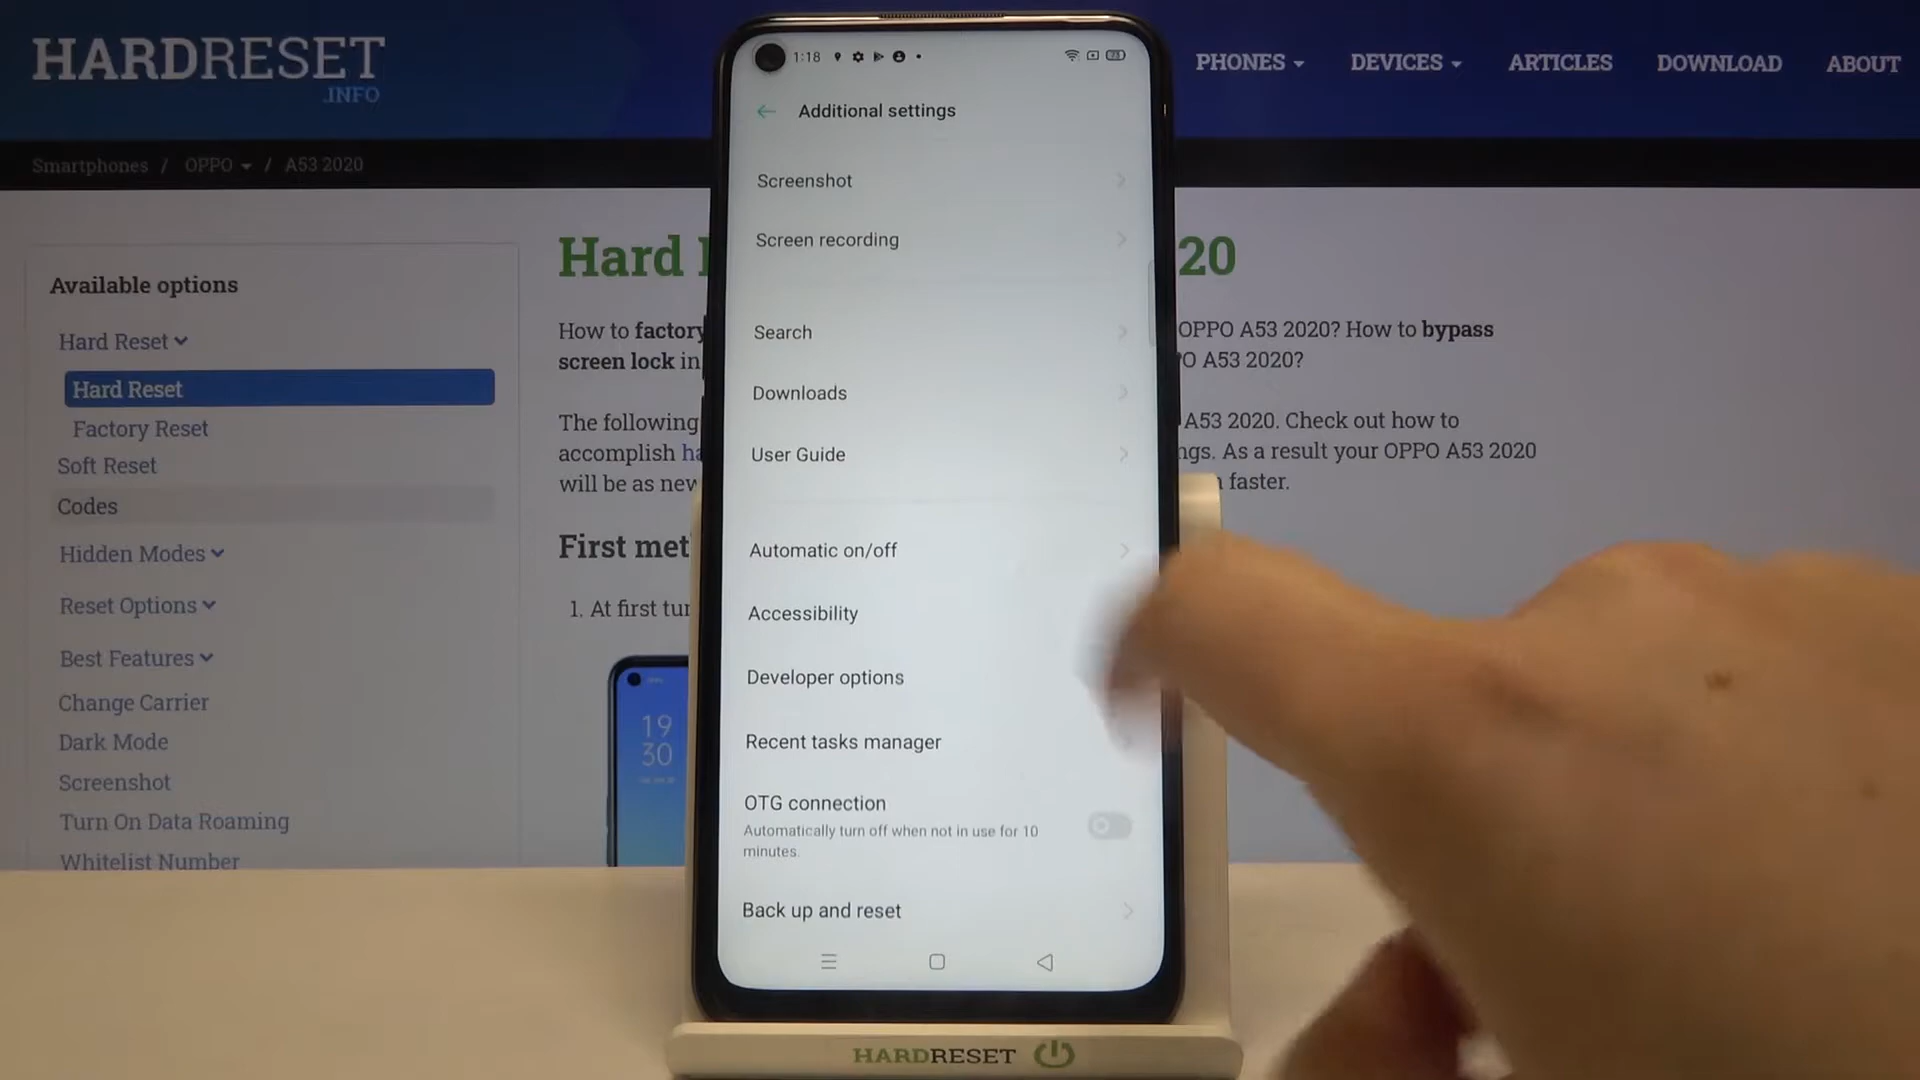 HARDRESET
.INFO
PHONES
DEVICES
ARTICLES
DOWNLOAD
ABOUT
Smartphones / OPPO / A53 2020
Available options
Hard Reset
Hard Reset
Factory Reset
Soft Reset
Codes
Hidden Modes
Reset Options
Best Features
Change Carrier
Dark Mode
Screenshot
Turn On Data Roaming
Whitelist Number
Hard
20
How to factory
OPPO A53 2020? How to bypass
screen lock in
A53 2020?
The following
A53 2020. Check out how to
accomplish
As a result your OPPO A53 2020
will be as new
faster.
First
1. At first
19
30
1:18
Additional settings
Screenshot
Screen recording
Search
Downloads
User Guide
Automatic on/off
Accessibility
Developer options
Recent tasks manager
OTG connection
Automatically turn off when not in use for 10
minutes.
Back up and reset
HARDRESET